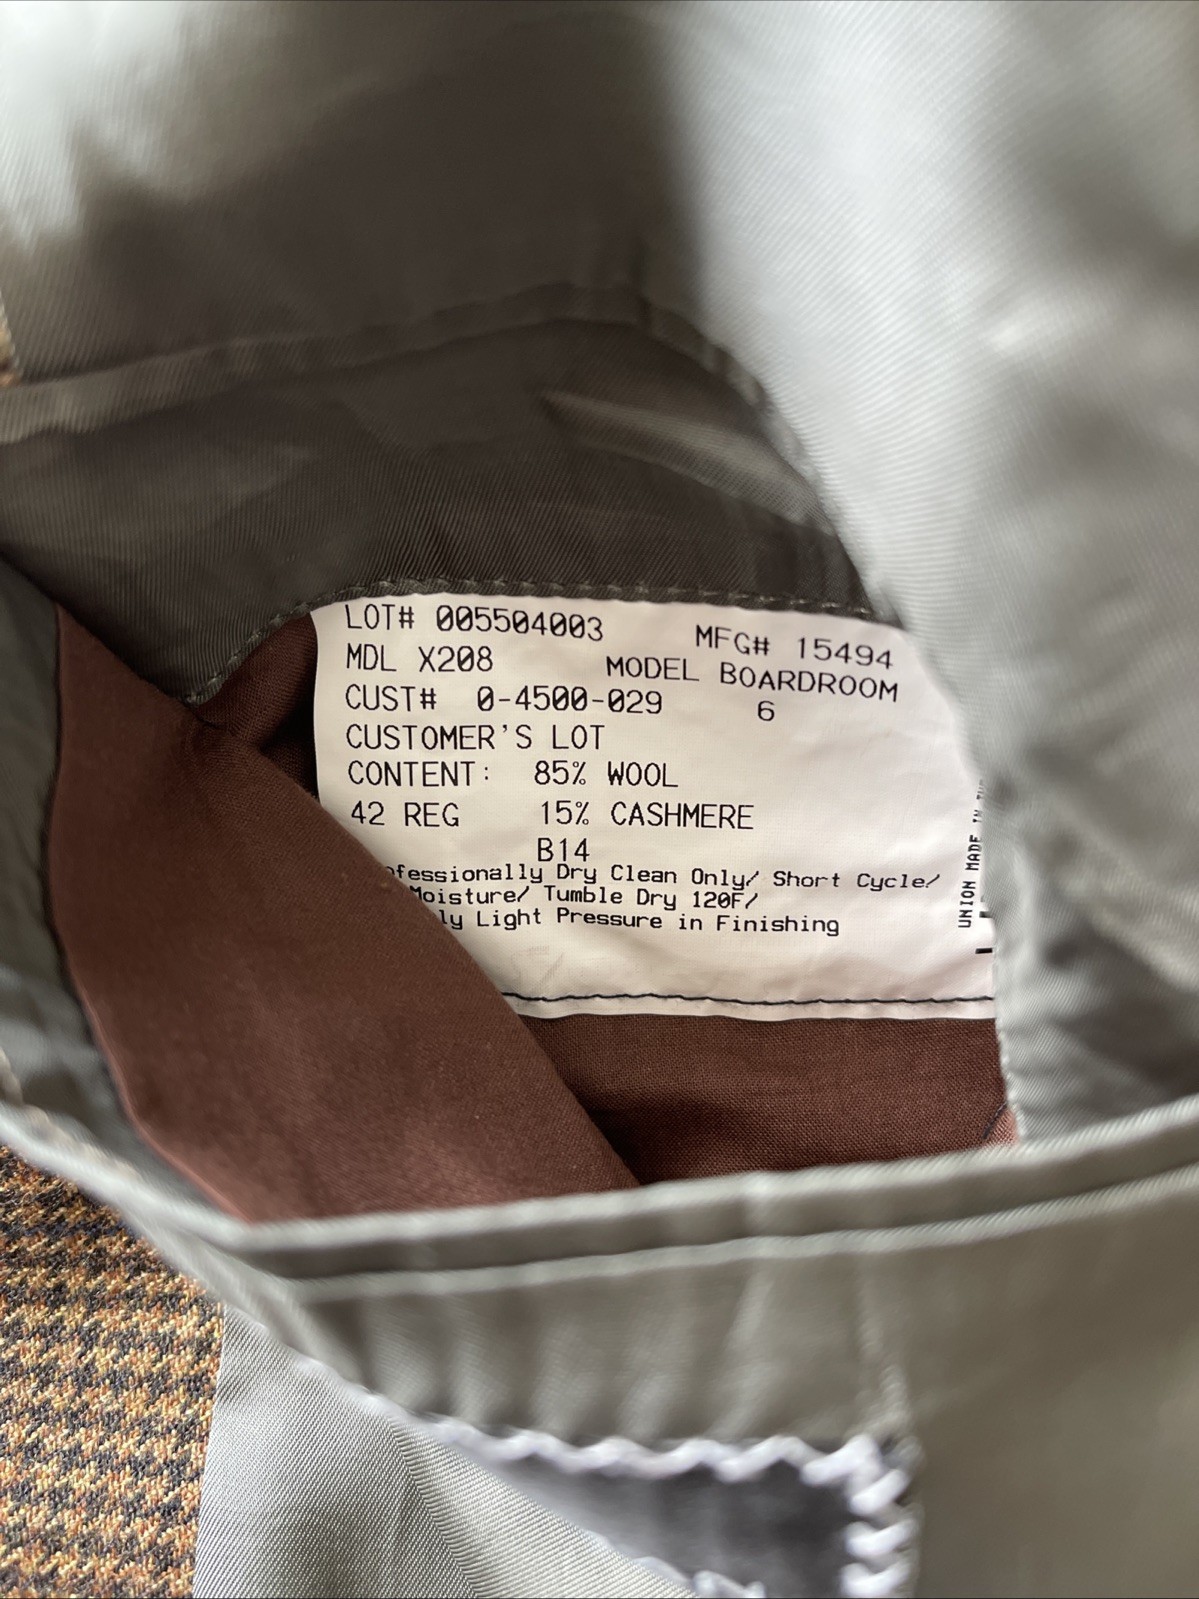 LOT# 005504003 MFG# 15494
MDL X208 MODEL BOARDROOM
CUST# 0-4500-029 6
CUSTOMER'S LOT
CONTENT: 85% WOOL
42 REG 15% CASHMERE
B14
Dry Clean Only/ Short Cycle/
Tumble Dry 120F/
Light Pressure in Finishing
UNION MADE IN